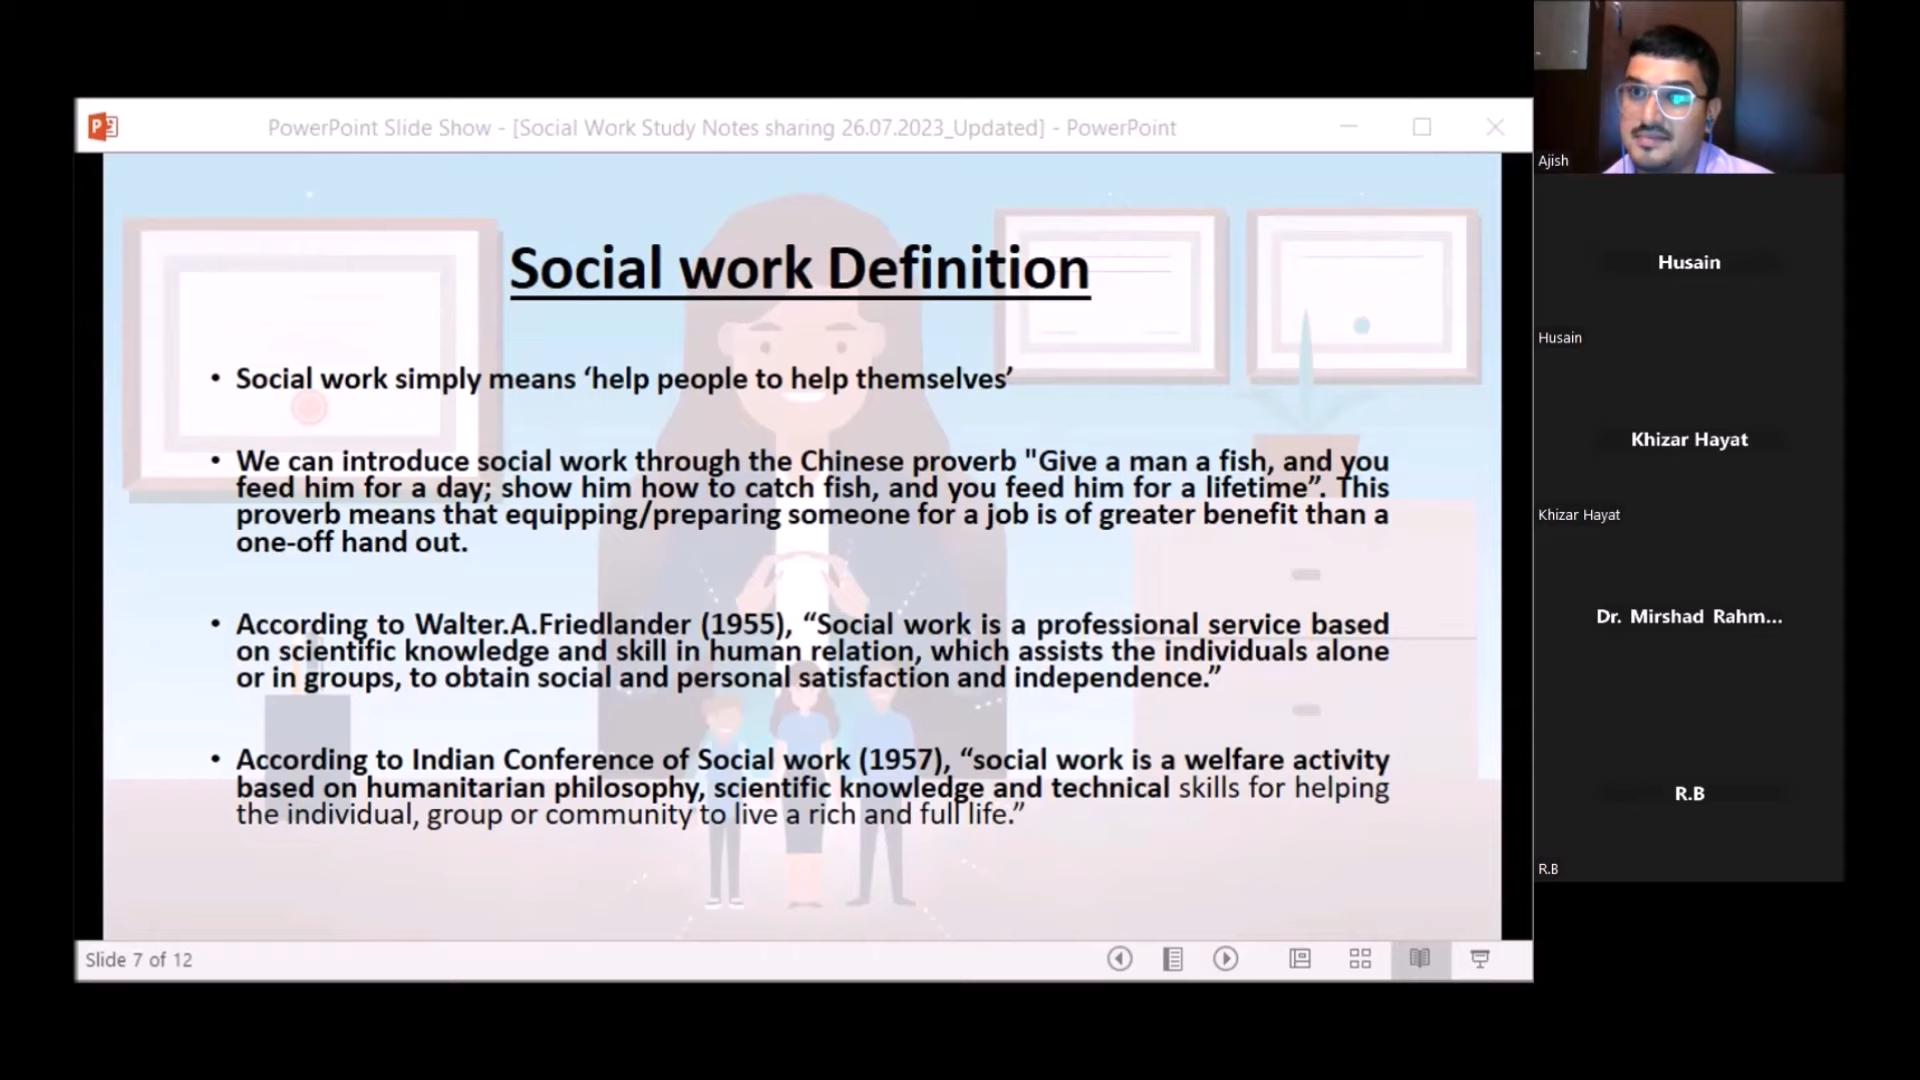 PowerPoint Slide Show - [Social Work Study Notes sharing 26.07.2023_Updated] - PowerPoint
Social work Definition
• Social work simply means ‘help people to help themselves’
• We can introduce social work through the Chinese proverb "Give a man a fish, and you
feed him for a day; show him how to catch fish, and you feed him for a lifetime”. This
proverb means that equipping/preparing someone for a job is of greater benefit than a
one-off hand out.
• According to Walter.A.Friedlander (1955), “Social work is a professional service based
on scientific knowledge and skill in human relation, which assists the individuals alone
or in groups, to obtain social and personal satisfaction and independence.”
• According to Indian Conference of Social work (1957), “social work is a welfare activity
based on humanitarian philosophy, scientific knowledge and technical skills for helping
the individual, group or community to live a rich and full life.”
Slide 7 of 12
Ajish
Husain
Husain
Khizar Hayat
Khizar Hayat
Dr. Mirshad Rahm...
R.B
R.B